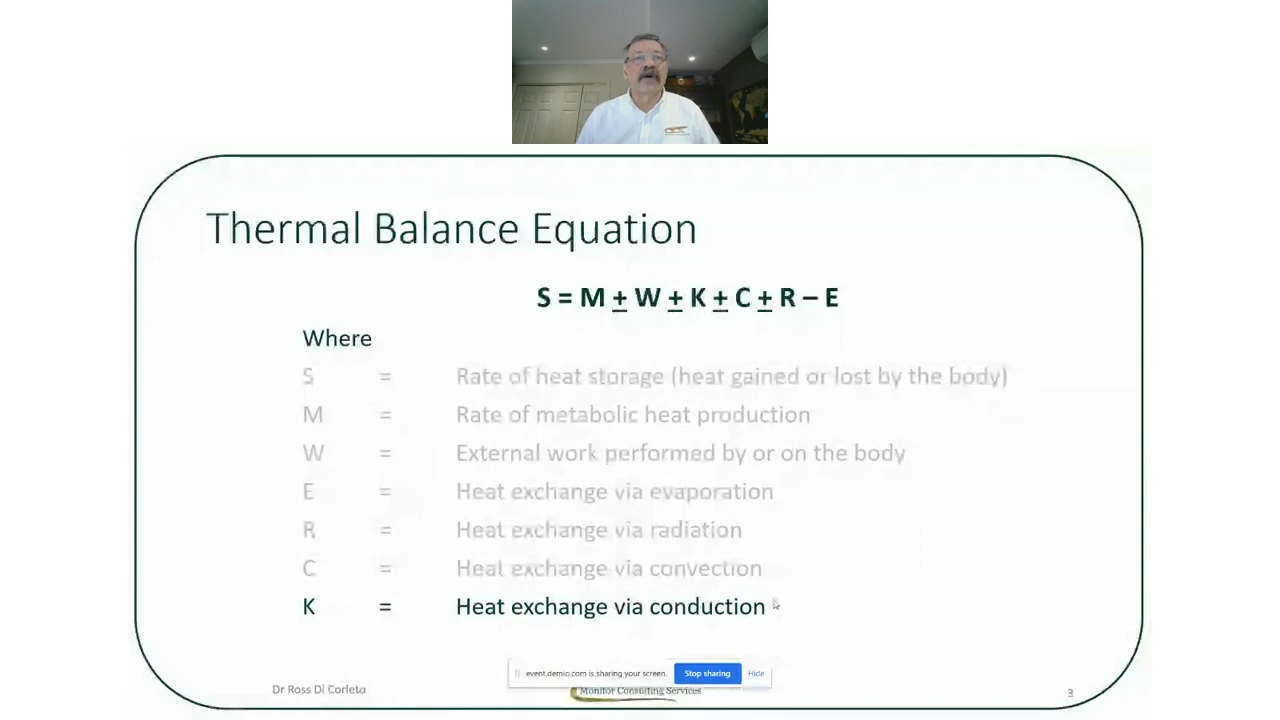 Thermal Balance Equation
S = M ± W ± K ± C ± R – E
Where
S = Rate of heat storage (heat gained or lost by the body)
M = Rate of metabolic heat production
W = External work performed by or on the body
E = Heat exchange via evaporation
R = Heat exchange via radiation
C = Heat exchange via convection
K = Heat exchange via conduction
event.demio.com is sharing your screen. Stop sharing Hide
Dr Ross Di Corleto Monitor Consulting Services 3